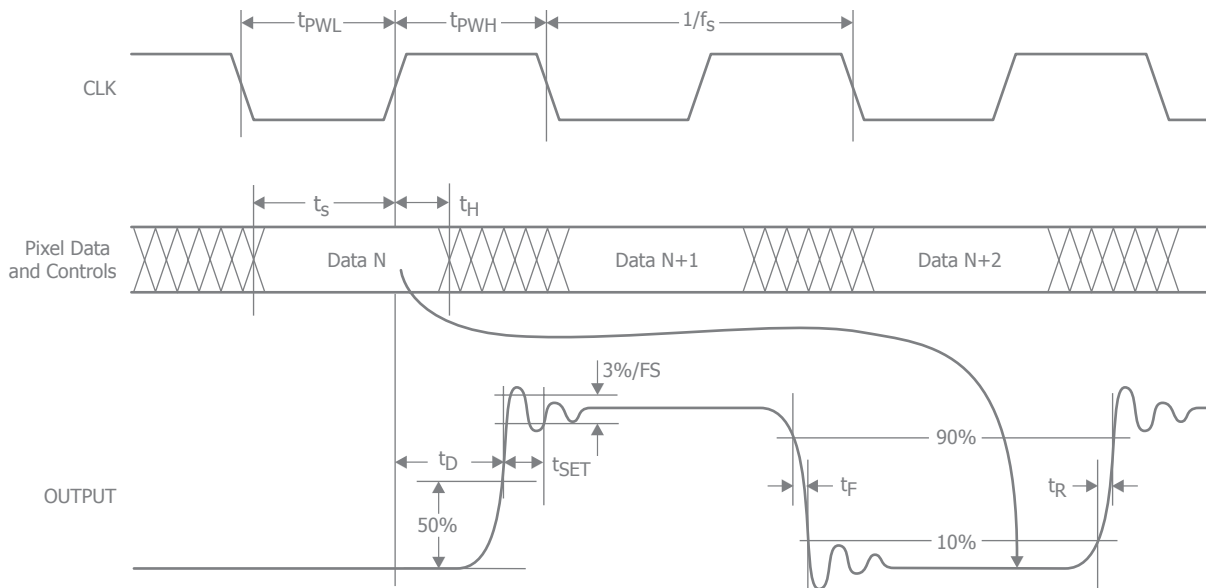 tPWL
tPWH
1/fs
CLK
ts
tH
Pixel Data
and Controls
Data N
Data N+1
Data N+2
3%/FS
90%
tD
tSET
tF
tR
OUTPUT
50%
10%